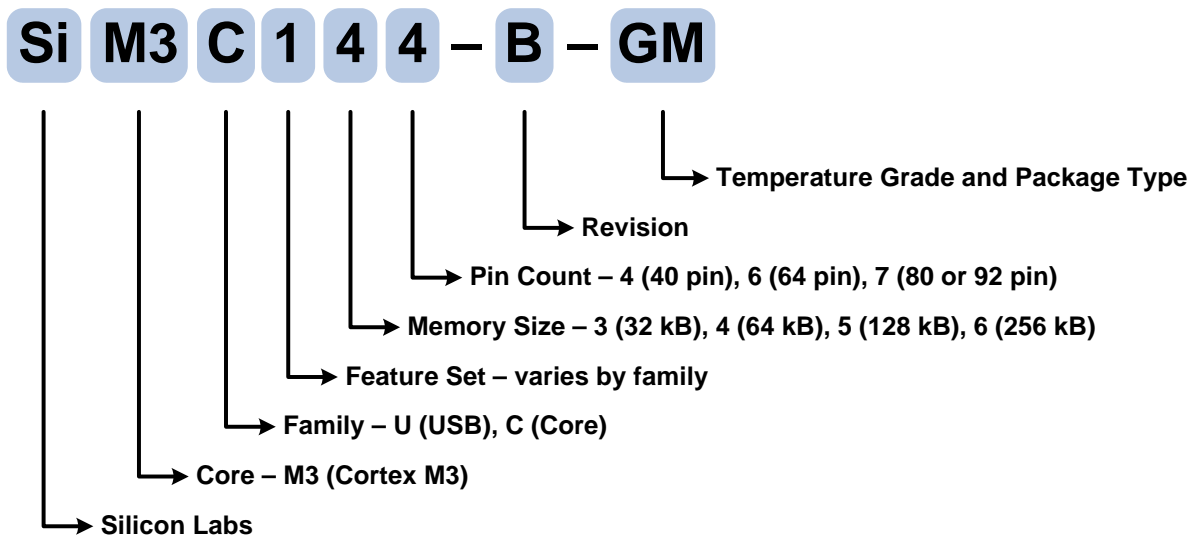 Si M3 C 1 4 4 – B – GM
Temperature Grade and Package Type
Revision
Pin Count – 4 (40 pin), 6 (64 pin), 7 (80 or 92 pin)
Memory Size – 3 (32 kB), 4 (64 kB), 5 (128 kB), 6 (256 kB)
Feature Set – varies by family
Family – U (USB), C (Core)
Core – M3 (Cortex M3)
Silicon Labs